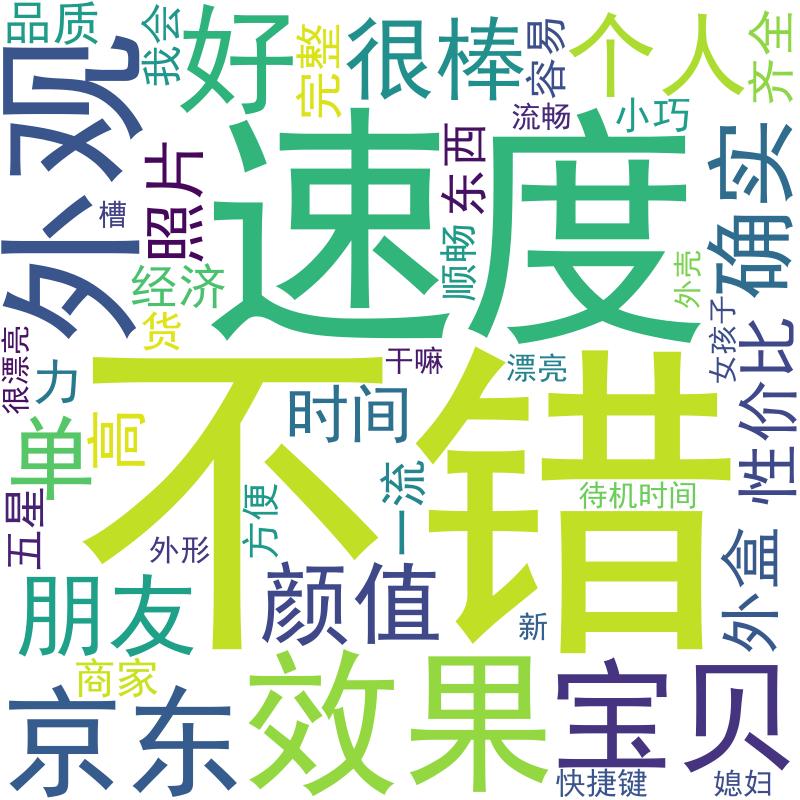 品质
我会
好
完整
很棒
容易
个人
齐全
外观
照片
槽
速度
东西
流畅
小巧
顺畅
外壳
确实
经济
货
很漂亮
力
单
高
不错
干嘛
漂亮
女孩子
性价比
时间
一流
待机时间
五星
外形
方便
朋友
颜值
新
外盒
商家
京东
效果
宝贝
快捷键
媳妇